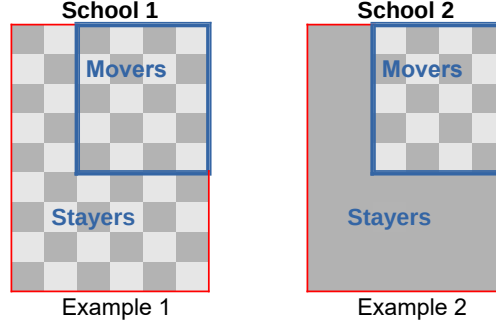 School 1
Movers
Stayers
Example 1
School 2
Movers
Stayers
Example 2